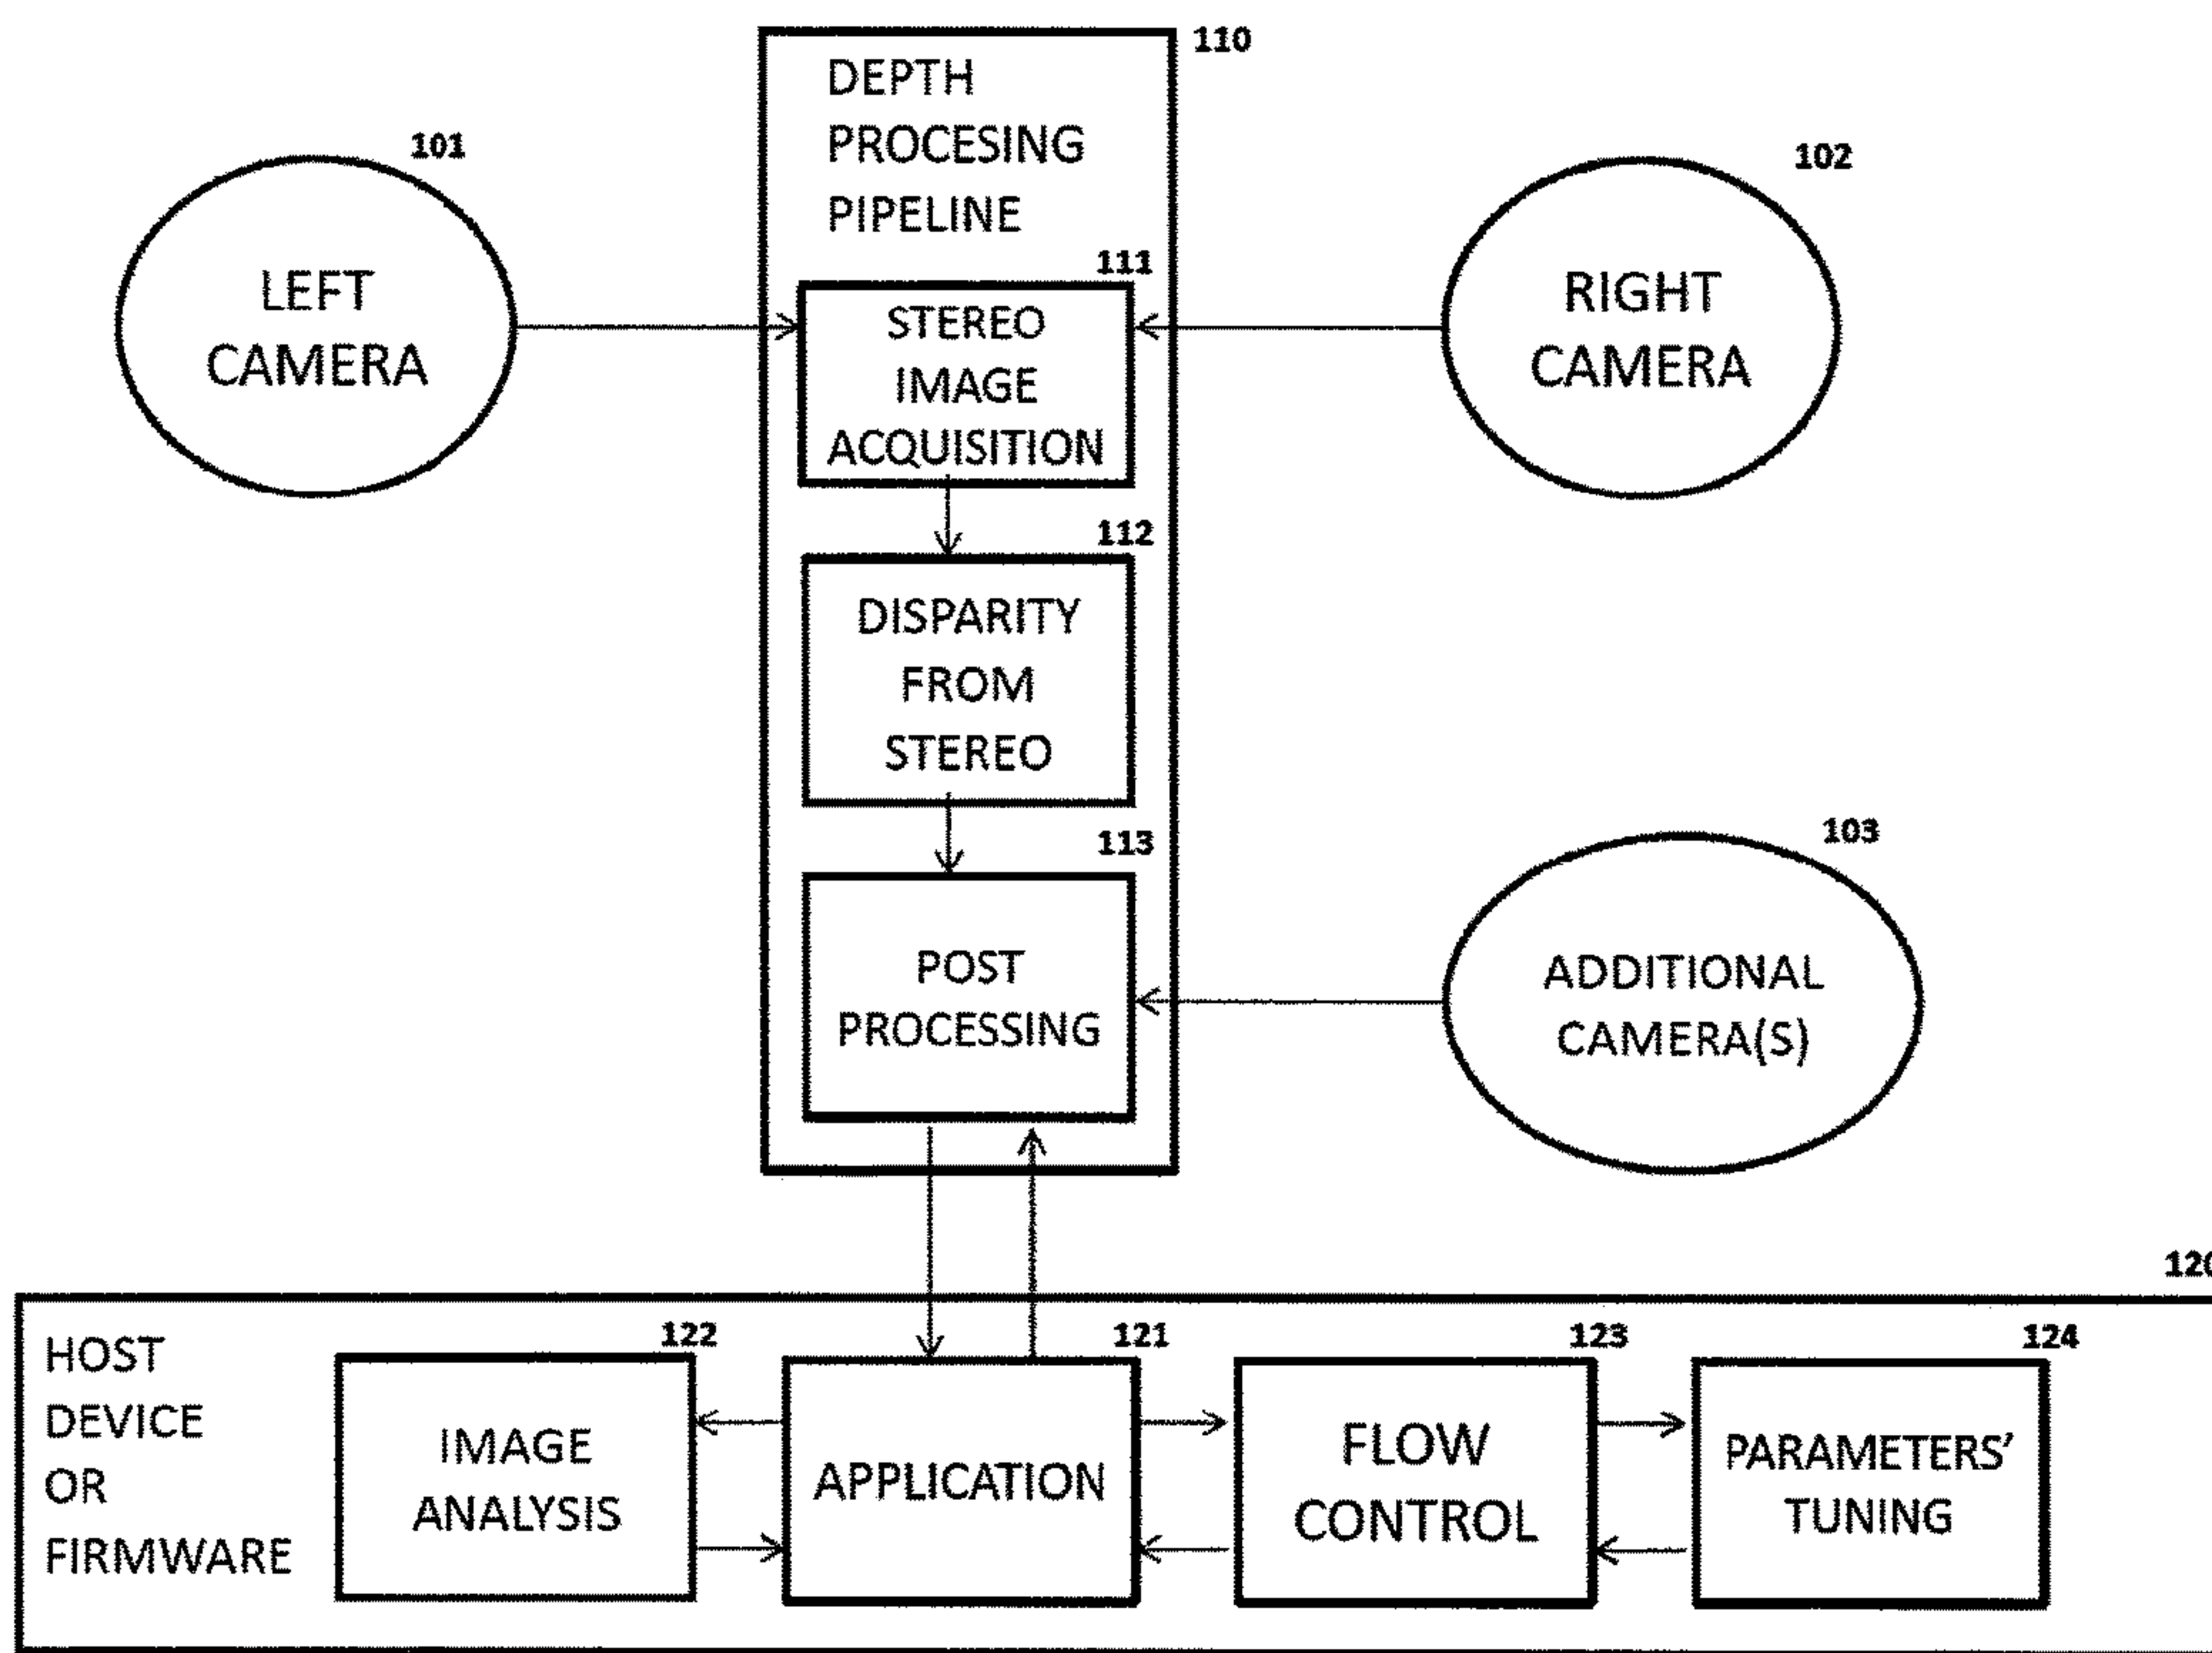 110
DEPTH
PROCESING
PIPELINE
101
LEFT
CAMERA
102
RIGHT
CAMERA
111
STEREO
IMAGE
ACQUISITION
112
DISPARITY
FROM
STEREO
113
POST
PROCESSING
103
ADDITIONAL
CAMERA(S)
120
HOST
DEVICE
OR
FIRMWARE
122
IMAGE
ANALYSIS
121
APPLICATION
123
FLOW
CONTROL
124
PARAMETERS’
TUNING